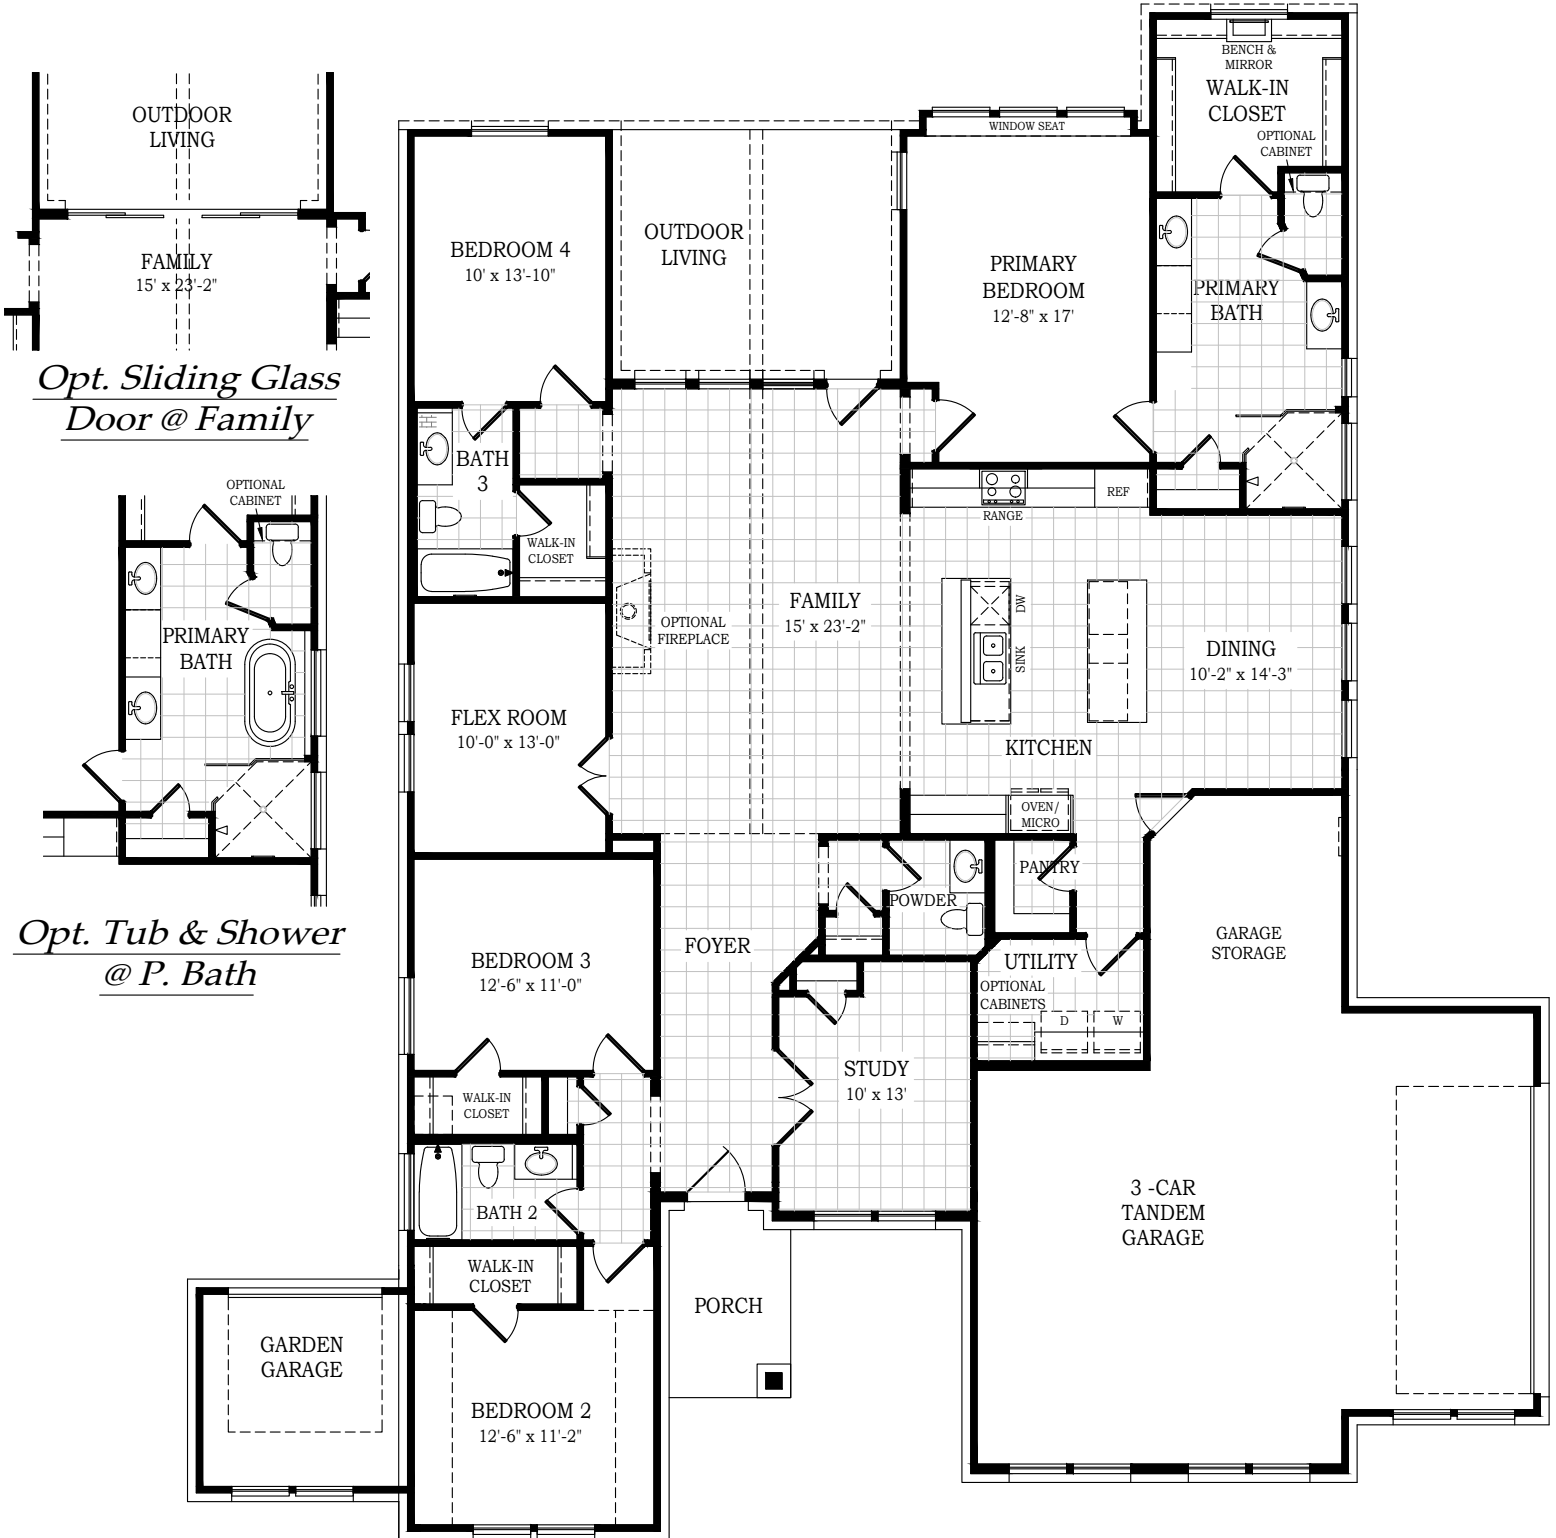 OUTDOOR
LIVING
FAMILY
15' x 23'-2"
Opt. Sliding Glass
Door @ Family
OPTIONAL
CABINET
PRIMARY
BATH
Opt. Tub & Shower
@ P. Bath
BENCH &
MIRROR
WALK-IN
CLOSET
OPTIONAL
CABINET
WINDOW SEAT
BEDROOM 4
10' x 13'-10"
OUTDOOR
LIVING
PRIMARY
BEDROOM
12'-8" x 17'
PRIMARY
BATH
BATH
3
WALK-IN
CLOSET
RANGE
REF
OPTIONAL
FIREPLACE
FAMILY
15' x 23'-2"
DW
SINK
DINING
10'-2" x 14'-3"
KITCHEN
FLEX ROOM
10'-0" x 13'-0"
OVEN/
MICRO
PANTRY
POWDER
FOYER
GARAGE
STORAGE
UTILITY
OPTIONAL
CABINETS
D
W
BEDROOM 3
12'-6" x 11'-0"
STUDY
10' x 13'
WALK-IN
CLOSET
BATH 2
3 -CAR
TANDEM
GARAGE
WALK-IN
CLOSET
PORCH
GARDEN
GARAGE
BEDROOM 2
12'-6" x 11'-2"